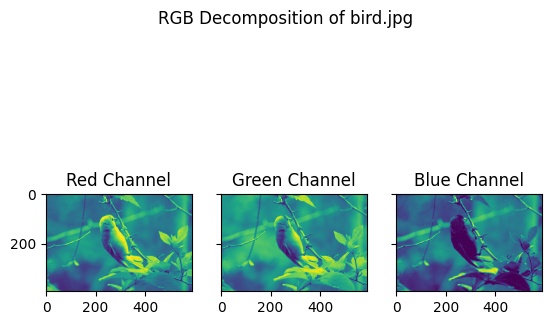 RGB Decomposition of bird.jpg
Red Channel Green Channel Blue Channel
0
200
0 200 400 0 200 400 0 200 400